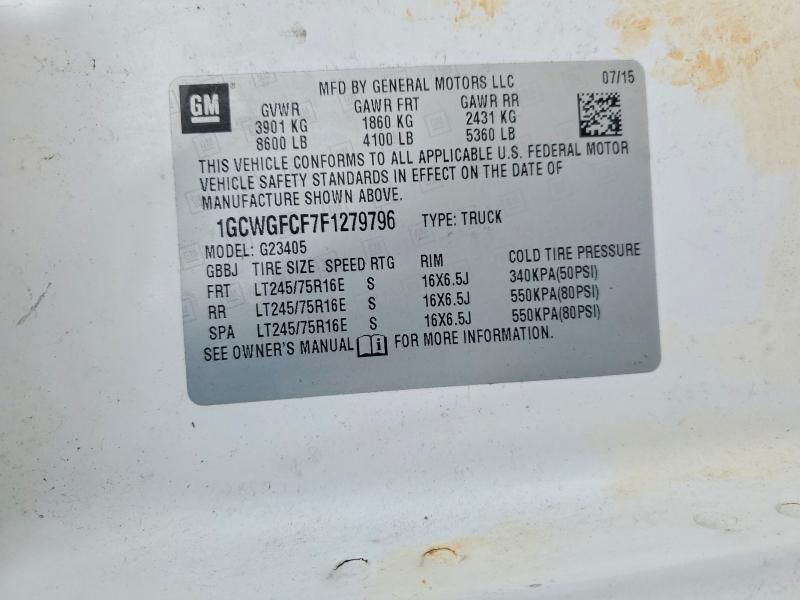 MFD BY GENERAL MOTORS LLC 07/15
GM
GVWR GAWR FRT GAWR RR
3901 KG 1860 KG 2431 KG
8600 LB 4100 LB 5360 LB
THIS VEHICLE CONFORMS TO ALL APPLICABLE U.S. FEDERAL MOTOR
VEHICLE SAFETY STANDARDS IN EFFECT ON THE DATE OF
MANUFACTURE SHOWN ABOVE.
1GCWGFCF7F1279796 TYPE: TRUCK
MODEL: G23405
GBBJ TIRE SIZE SPEED RTG RIM COLD TIRE PRESSURE
FRT LT245/75R16E S 16X6.5J 340KPA(50PSI)
RR LT245/75R16E S 16X6.5J 550KPA(80PSI)
SPA LT245/75R16E S 16X6.5J 550KPA(80PSI)
SEE OWNER'S MANUAL i FOR MORE INFORMATION.